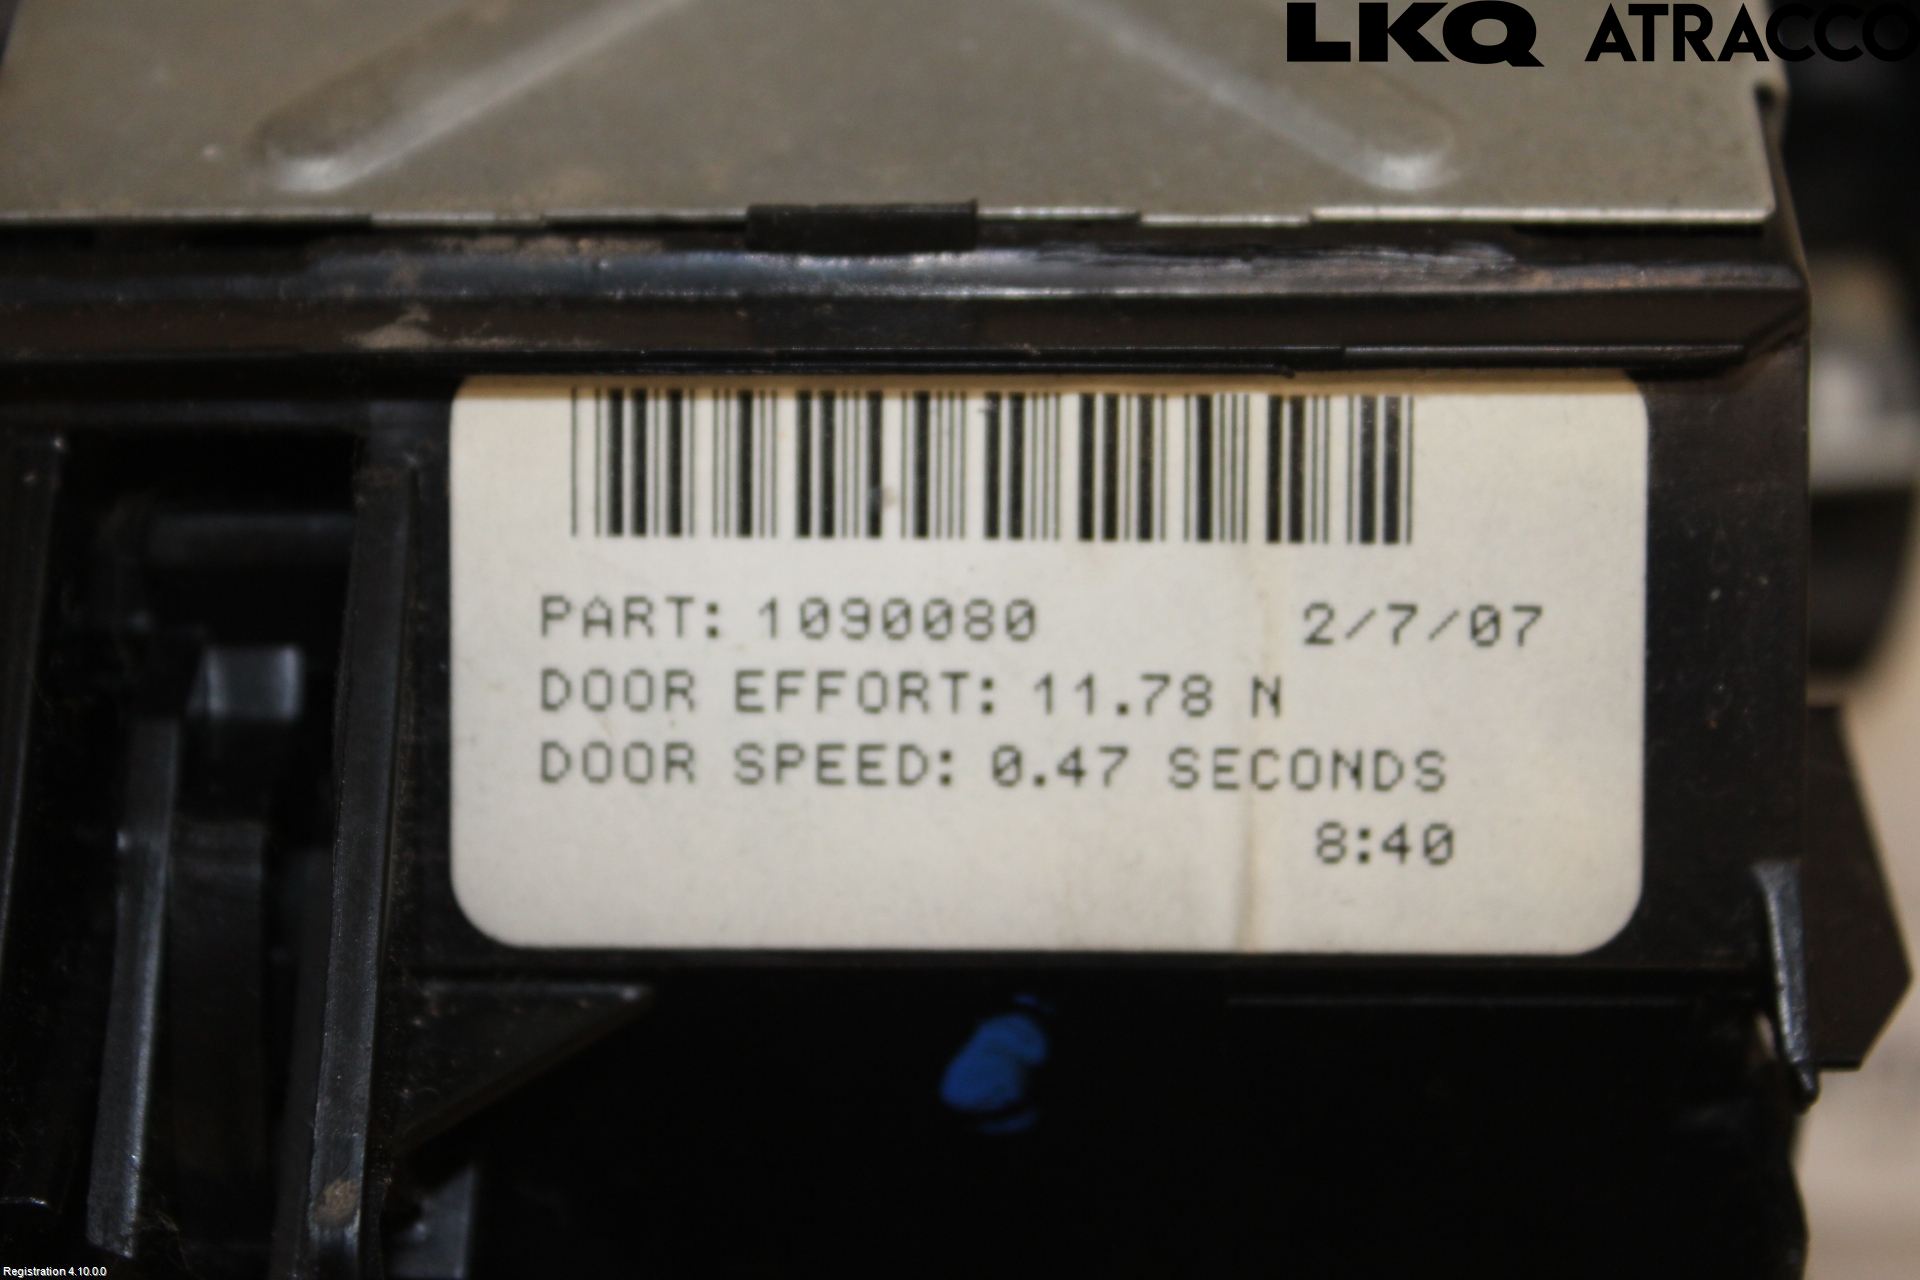 LKQ ATRACCO
PART: 1090080 2/7/07
DOOR EFFORT: 11.78 N
DOOR SPEED: 0.47 SECONDS
8:40
Registration 4.10.0.0